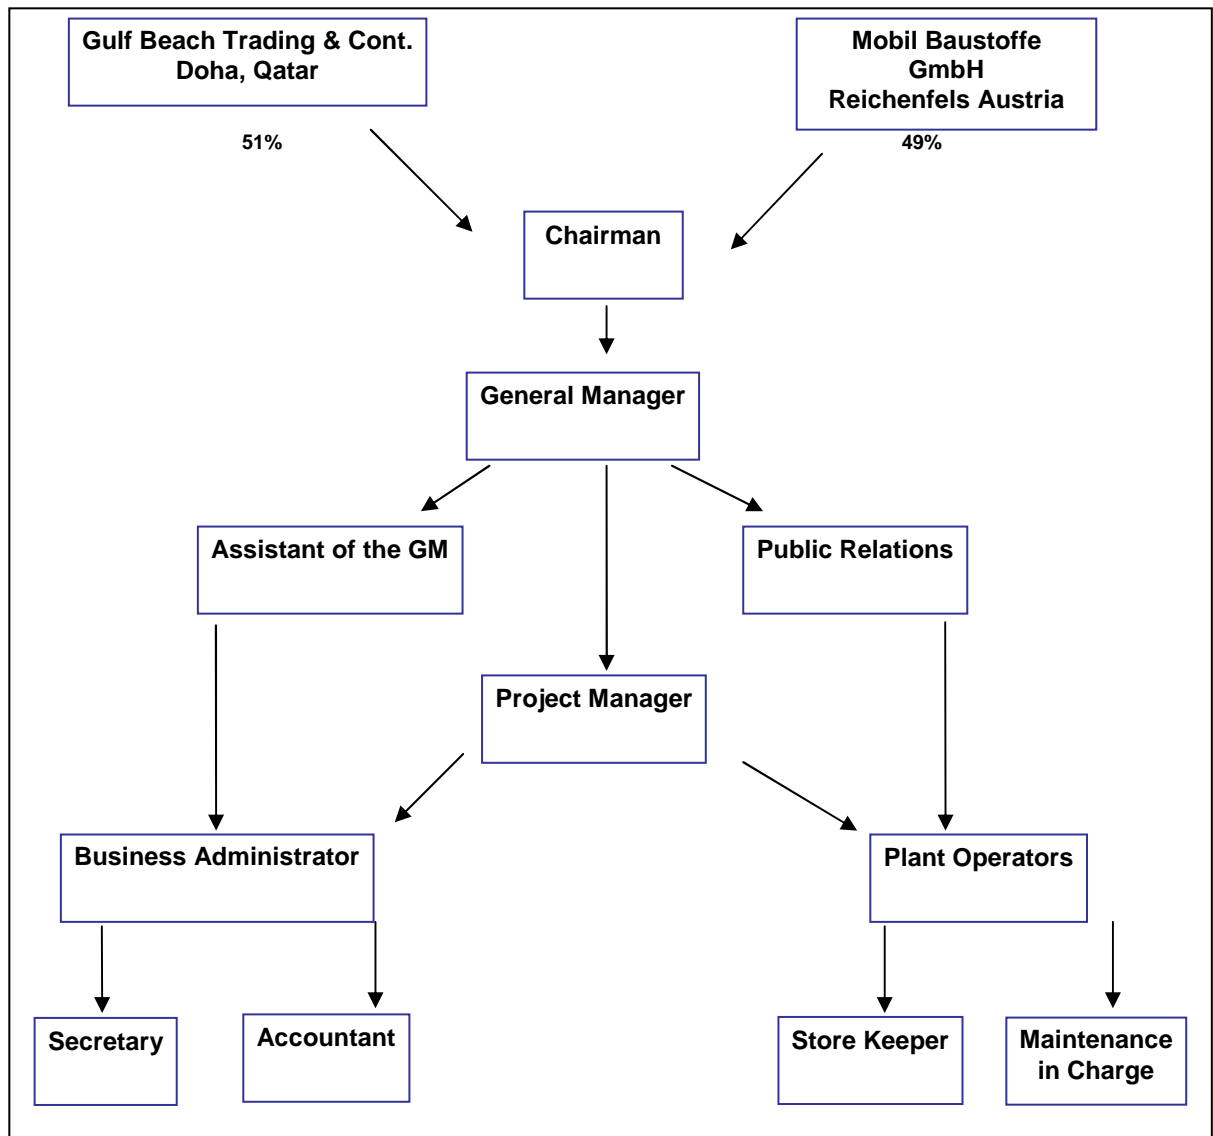 Gulf Beach Trading & Cont.
Doha, Qatar
Mobil Baustoffe
GmbH
Reichenfels Austria
51%
49%
Chairman
General Manager
Assistant of the GM
Public Relations
Project Manager
Business Administrator
Plant Operators
Secretary
Accountant
Store Keeper
Maintenance
in Charge